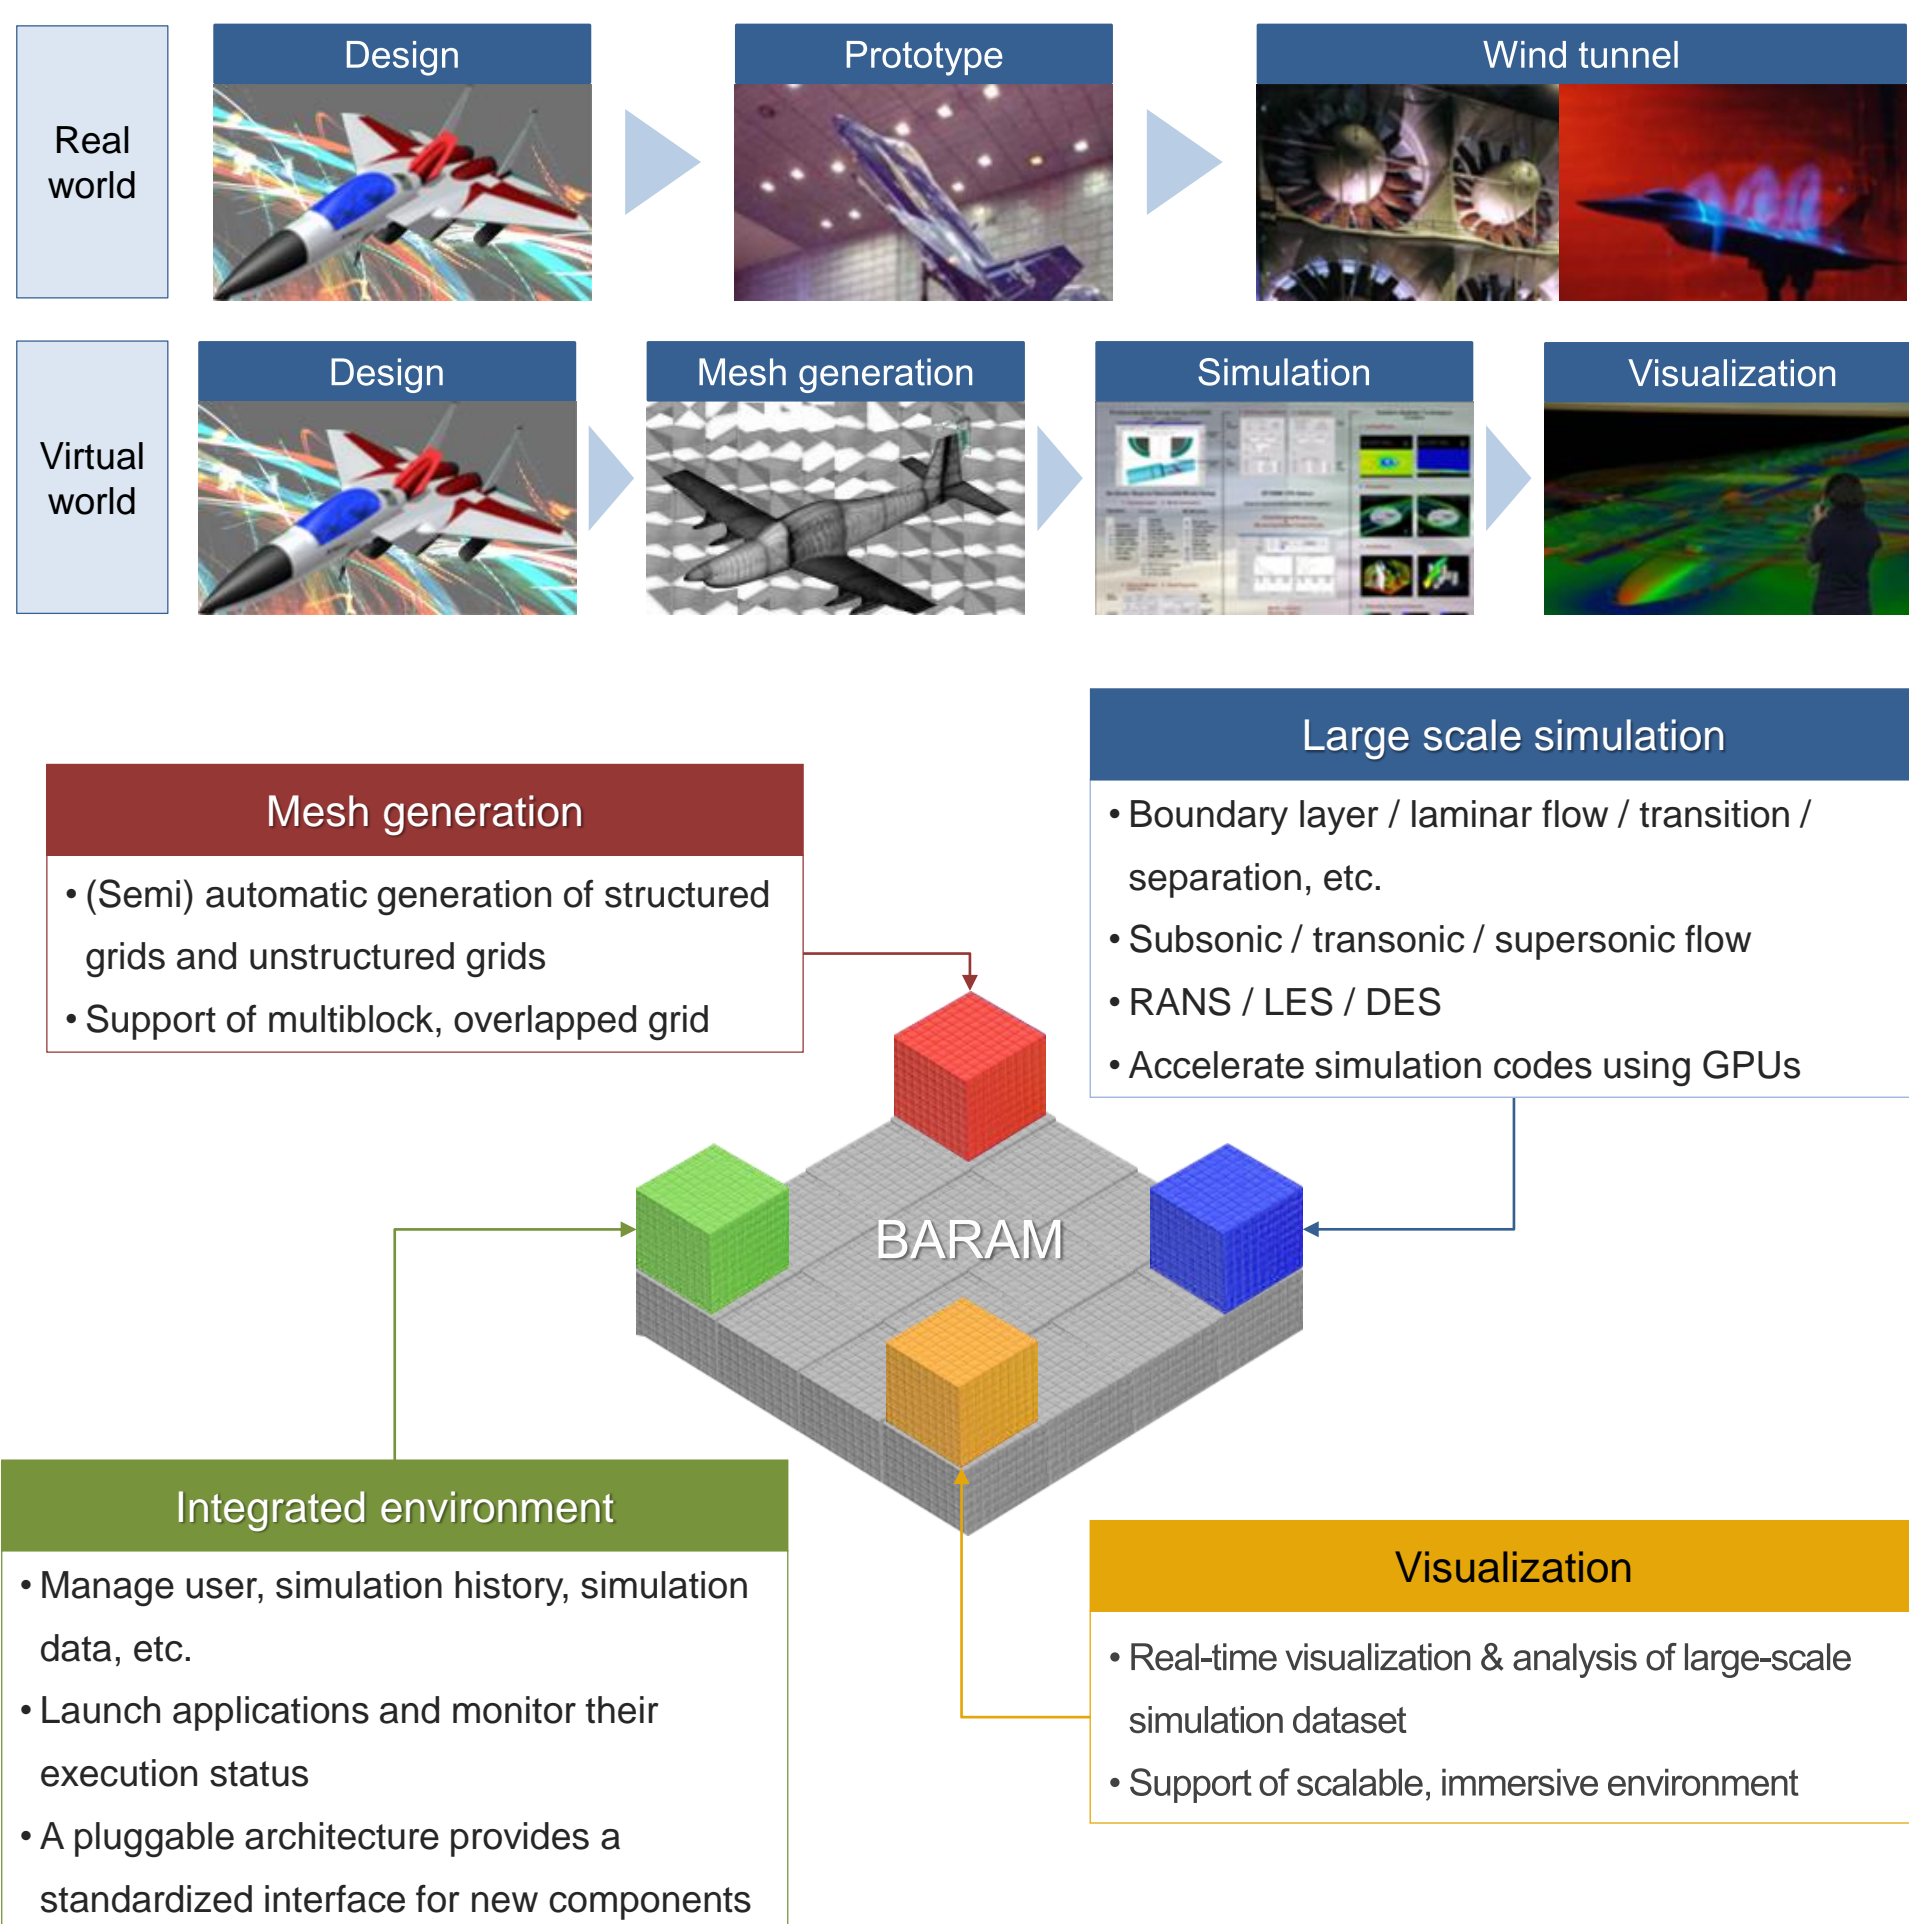 Real
world
Design
Prototype
Wind tunnel
Virtual
world
Design
Mesh generation
Simulation
Visualization
Large scale simulation
• Boundary layer / laminar flow / transition /
separation, etc.
• Subsonic / transonic / supersonic flow
• RANS / LES / DES
• Accelerate simulation codes using GPUs
Mesh generation
• (Semi) automatic generation of structured
grids and unstructured grids
• Support of multiblock, overlapped grid
BARAM
Integrated environment
• Manage user, simulation history, simulation
data, etc.
• Launch applications and monitor their
execution status
• A pluggable architecture provides a
standardized interface for new components
Visualization
• Real-time visualization & analysis of large-scale
simulation dataset
• Support of scalable, immersive environment